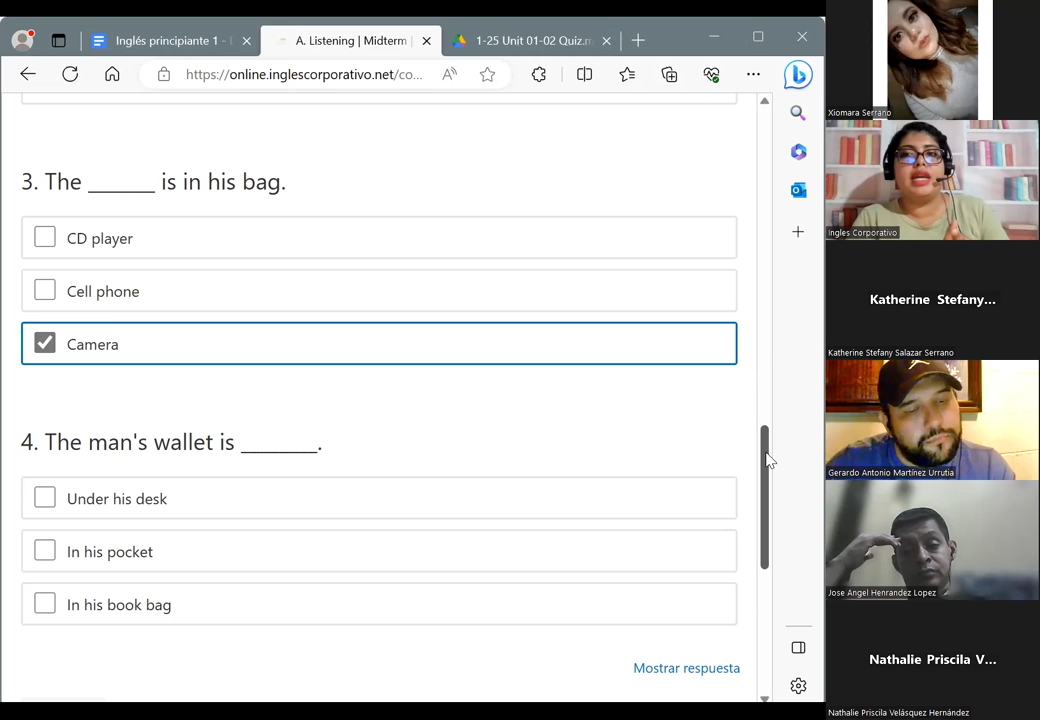 Inglés principiante 1 -
A. Listening | Midterm
1-25 Unit 01-02 Quiz.m
https://online.inglescorporativo.net/co...
3. The ______ is in his bag.
CD player
Cell phone
Camera
4. The man's wallet is ________.
Under his desk
In his pocket
In his book bag
Mostrar respuesta
Xiomara Serrano
Ingles Corporativo
Katherine Stefany...
Katherine Stefany Salazar Serrano
Gerardo Antonio Martínez Urrutia
Jose Angel Henrandez Lopez
Nathalie Priscila V...
Nathalie Priscila Velásquez Hernández